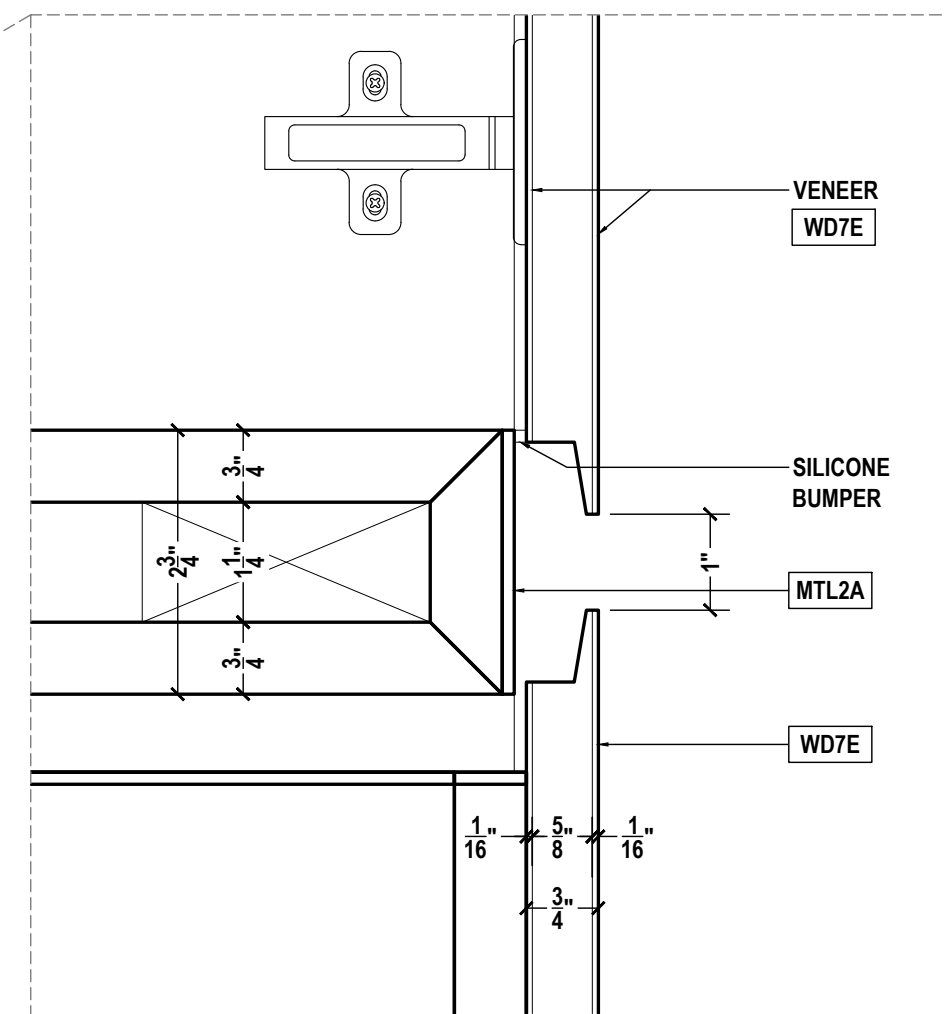 VENEER
WD7E
SILICONE
BUMPER
3/4"
2 3/4"
1 1/4"
1"
MTL2A
3/4"
WD7E
1/16" 5/8" 1/16"
3/4"